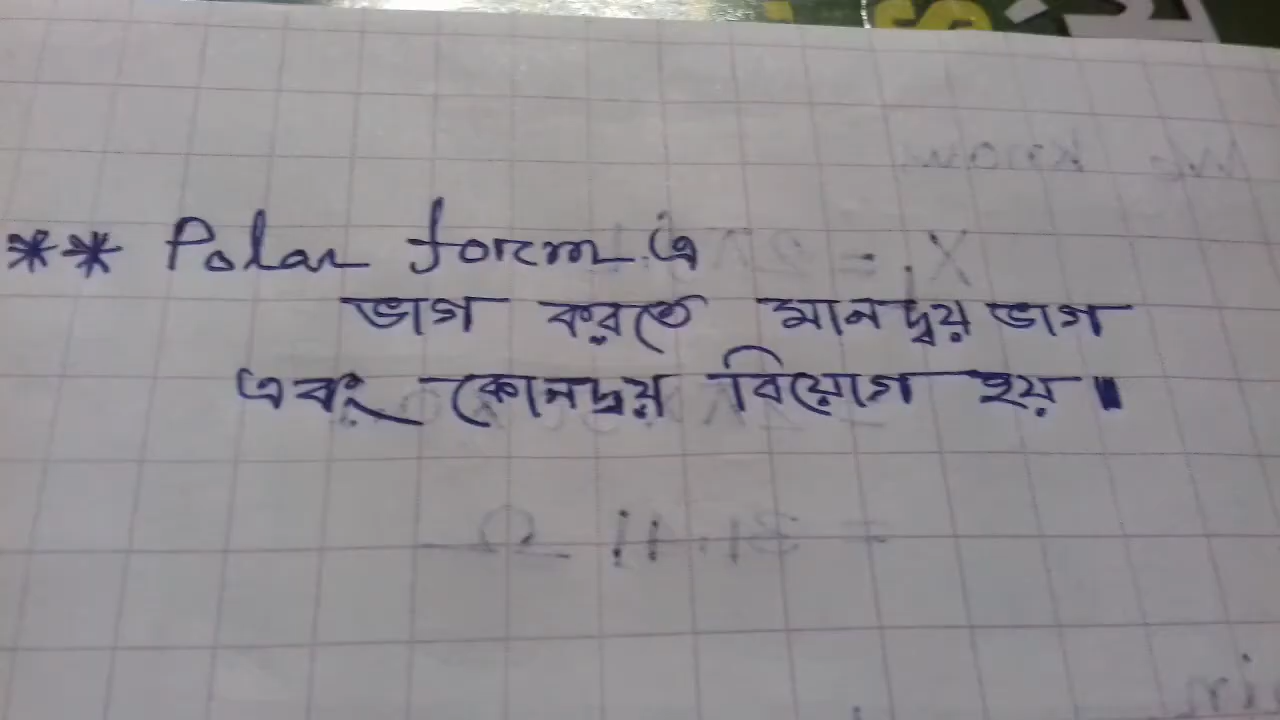 ** Polar form এ
ভাগ করতে মানদ্বয় ভাগ
এবং কোনদ্বয় বিয়োগ হয়।